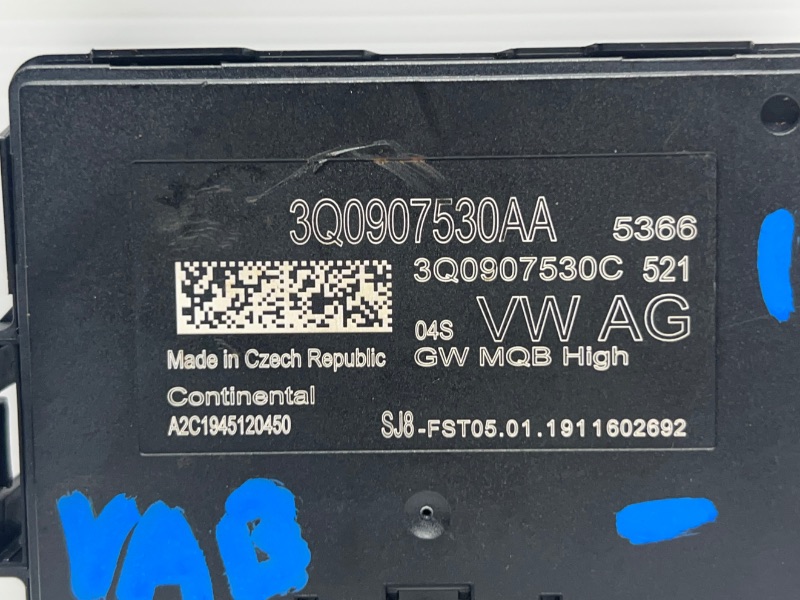 3Q0907530AA 5366
3Q0907530C 521
04S VW AG
Made in Czech Republic GW MQB High
Continental
A2C1945120450 SJ8-FST05.01.1911602692
VAB